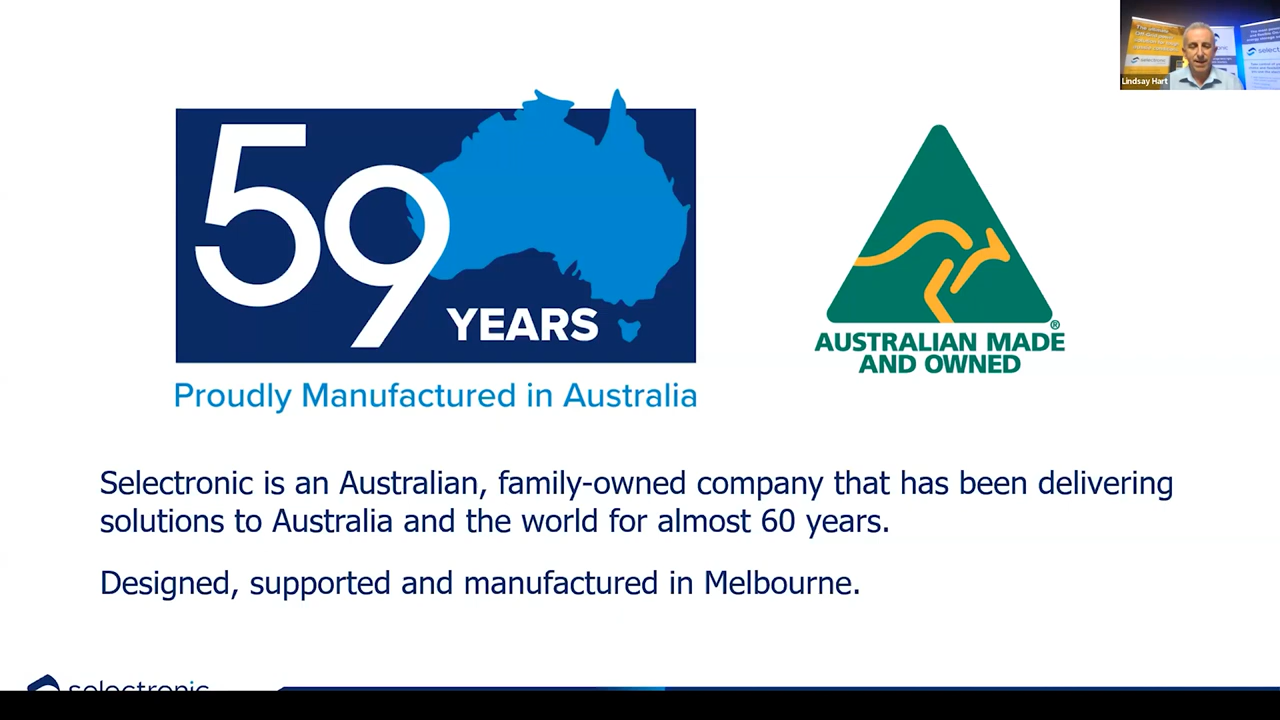 59
YEARS
Proudly Manufactured in Australia
AUSTRALIAN MADE
AND OWNED
®
Selectronic is an Australian, family-owned company that has been delivering
solutions to Australia and the world for almost 60 years.
Designed, supported and manufactured in Melbourne.
selectronic
Lindsay Hart